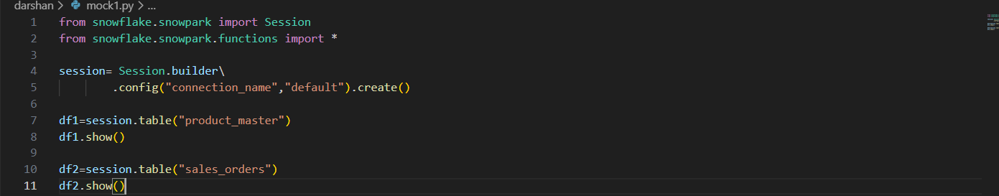 darshan > mock1.py > ...
1 from snowflake.snowpark import Session
2 from snowflake.snowpark.functions import *
3
4 session= Session.builder\
5         .config("connection_name","default").create()
6
7 df1=session.table("product_master")
8 df1.show()
9
10 df2=session.table("sales_orders")
11 df2.show()